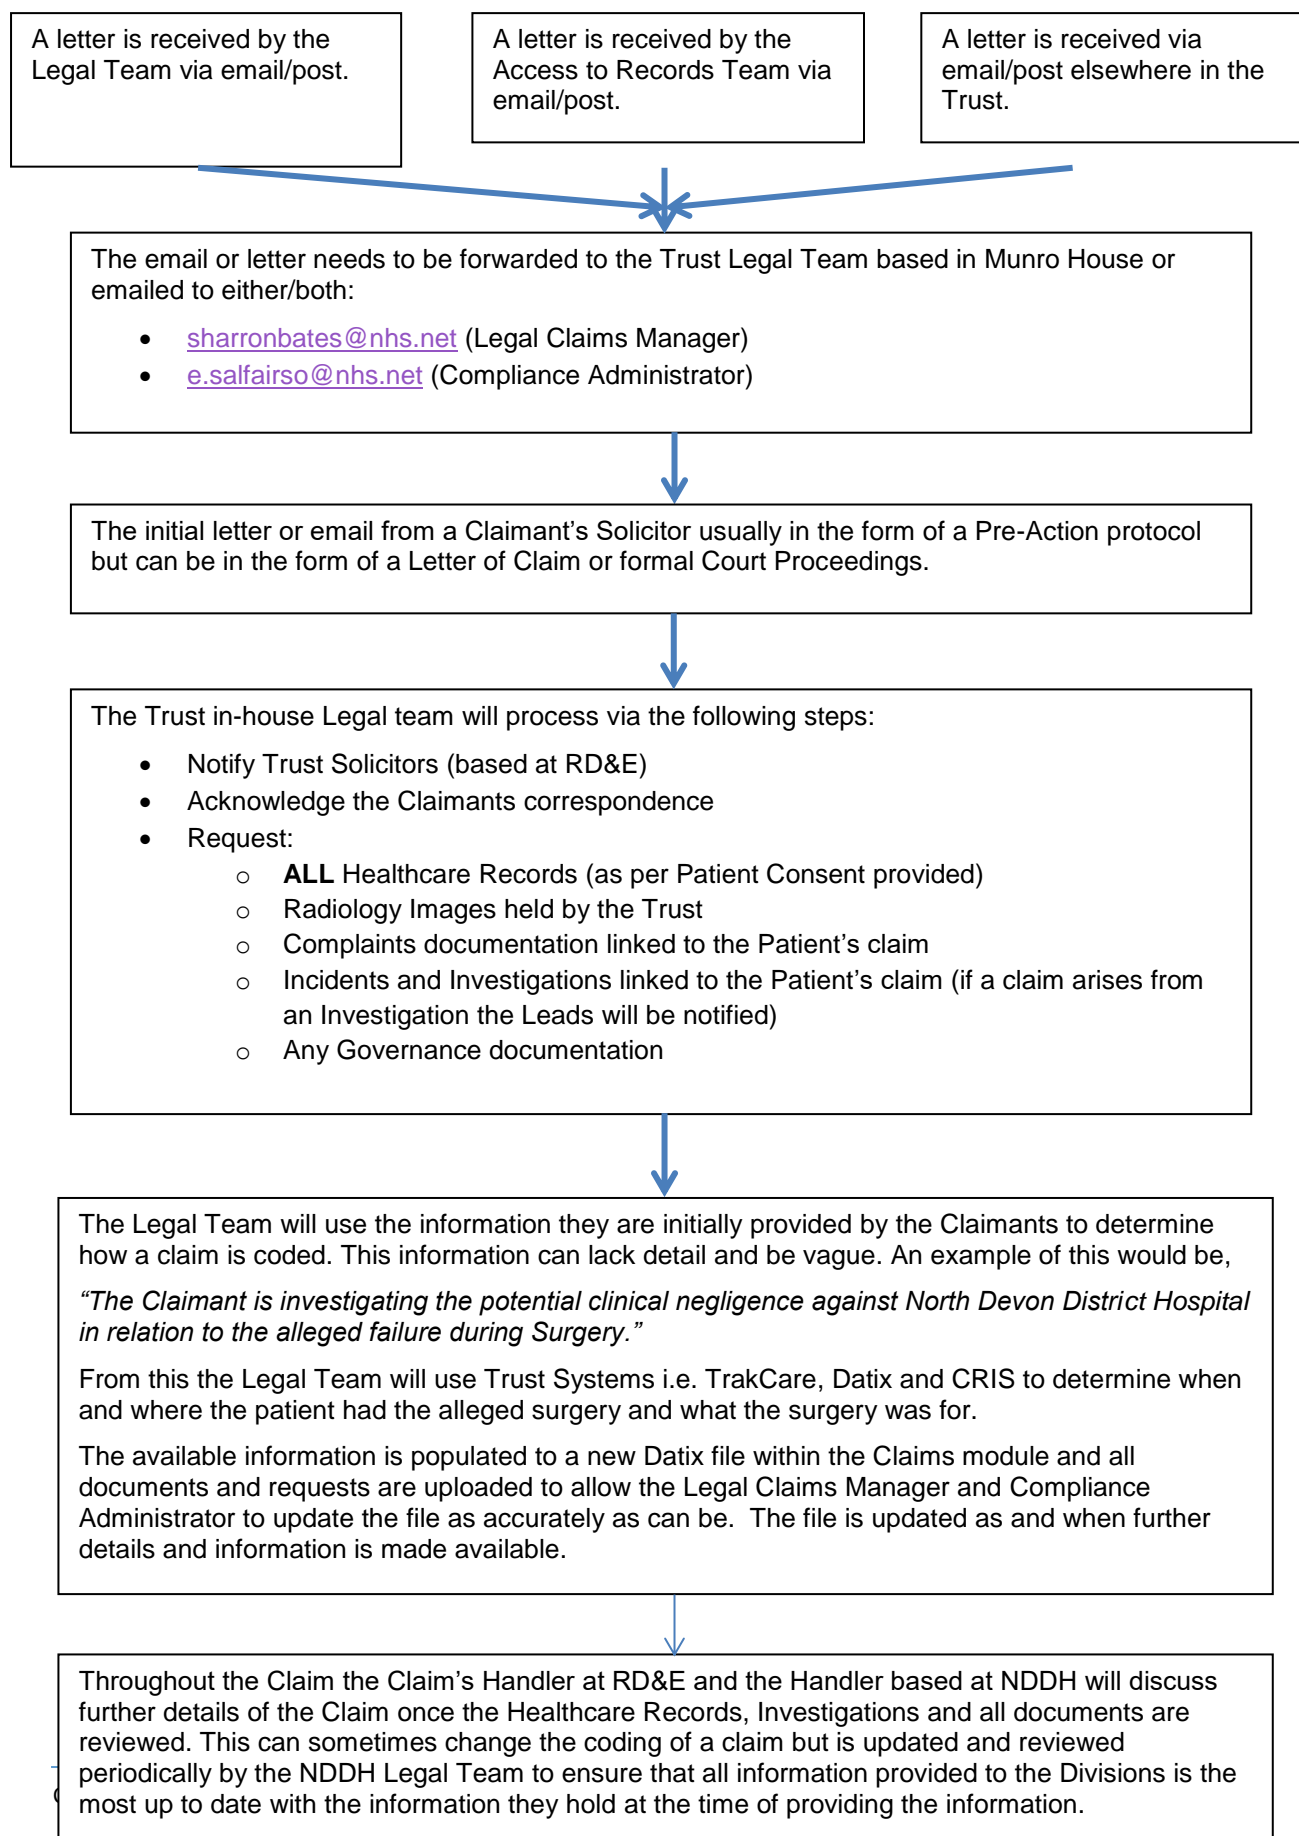 A letter is received by the
Legal Team via email/post.
A letter is received by the
Access to Records Team via
email/post.
A letter is received via
email/post elsewhere in the
Trust.
The email or letter needs to be forwarded to the Trust Legal Team based in Munro House or
emailed to either/both:
• sharronbates@nhs.net (Legal Claims Manager)
• e.salfairso@nhs.net (Compliance Administrator)
The initial letter or email from a Claimant’s Solicitor usually in the form of a Pre-Action protocol
but can be in the form of a Letter of Claim or formal Court Proceedings.
The Trust in-house Legal team will process via the following steps:
• Notify Trust Solicitors (based at RD&E)
• Acknowledge the Claimants correspondence
• Request:
o ALL Healthcare Records (as per Patient Consent provided)
o Radiology Images held by the Trust
o Complaints documentation linked to the Patient’s claim
o Incidents and Investigations linked to the Patient’s claim (if a claim arises from
an Investigation the Leads will be notified)
o Any Governance documentation
The Legal Team will use the information they are initially provided by the Claimants to determine
how a claim is coded. This information can lack detail and be vague. An example of this would be,
“The Claimant is investigating the potential clinical negligence against North Devon District Hospital
in relation to the alleged failure during Surgery.”
From this the Legal Team will use Trust Systems i.e. TrakCare, Datix and CRIS to determine when
and where the patient had the alleged surgery and what the surgery was for.
The available information is populated to a new Datix file within the Claims module and all
documents and requests are uploaded to allow the Legal Claims Manager and Compliance
Administrator to update the file as accurately as can be.  The file is updated as and when further
details and information is made available.
Throughout the Claim the Claim’s Handler at RD&E and the Handler based at NDDH will discuss
further details of the Claim once the Healthcare Records, Investigations and all documents are
reviewed. This can sometimes change the coding of a claim but is updated and reviewed
periodically by the NDDH Legal Team to ensure that all information provided to the Divisions is the
most up to date with the information they hold at the time of providing the information.